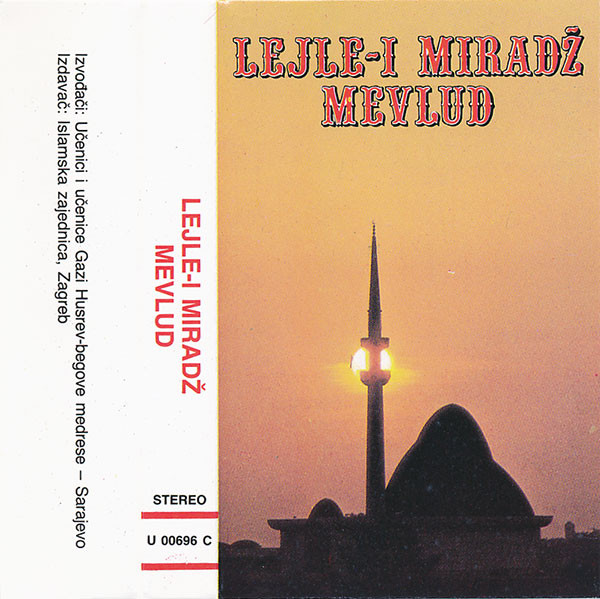 Izvođači: Učenici i učenice Gazi Husrev-begove medrese – Sarajevo
Izdavač: Islamska zajednica, Zagreb
LEJLE-I MIRADŽ
MEVLUD
STEREO
U 00696 C
LEJLE-I MIRADŽ
MEVLUD